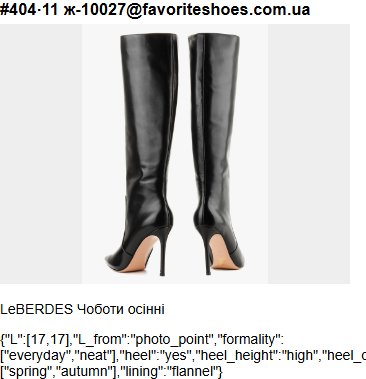 #404·11 ж-10027@favoriteshoes.com.ua
LeBERDES Чоботи осінні
{"L":[17,17],"L_from":"photo_point","formality":
["everyday","neat"],"heel":"yes","heel_height":"high","heel_
["spring","autumn"],"lining":"flannel"}